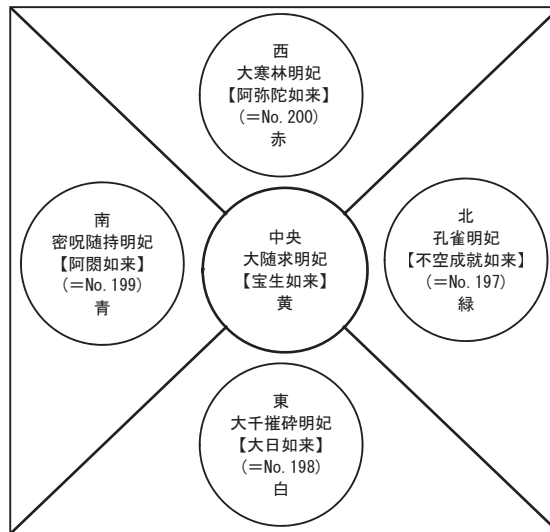 西
大寒林明妃
【阿弥陀如来】
(＝No.200)
赤
南
密呪随持明妃
【阿閦如来】
(＝No.199)
青
中央
大随求明妃
【宝生如来】
黄
北
孔雀明妃
【不空成就如来】
(＝No.197)
緑
東
大千摧砕明妃
【大日如来】
(＝No.198)
白